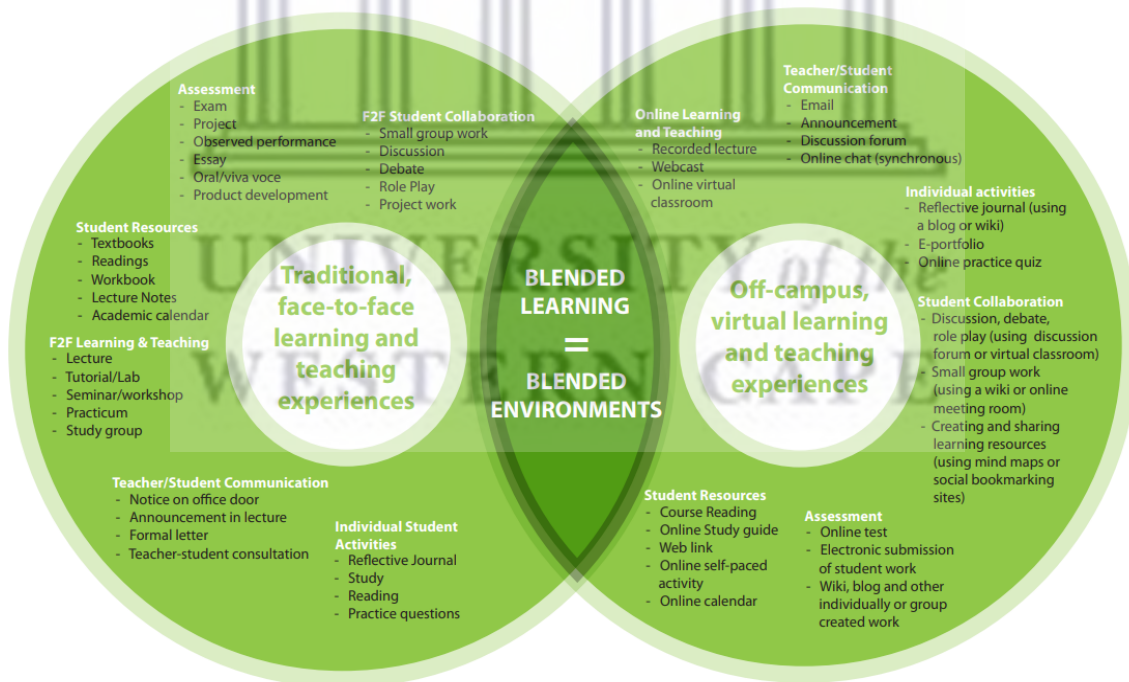 Assessment
- Exam
- Project
- Observed performance
- Essay
- Oral/viva voce
- Product development
F2F Student Collaboration
- Small group work
- Discussion
- Debate
- Role Play
- Project work
Student Resources
- Textbooks
- Readings
- Workbook
- Lecture Notes
- Academic calendar
F2F Learning & Teaching
- Lecture
- Tutorial/Lab
- Seminar/workshop
- Practicum
- Study group
Traditional,
face-to-face
learning and
teaching
experiences
Teacher/Student Communication
- Notice on office door
- Announcement in lecture
- Formal letter
- Teacher-student consultation
Individual Student
Activities
- Reflective Journal
- Study
- Reading
- Practice questions
BLENDED
LEARNING
=
BLENDED
ENVIRONMENTS
Online Learning
and Teaching
- Recorded lecture
- Webcast
- Online virtual
classroom
Teacher/Student
Communication
- Email
- Announcement
- Discussion forum
- Online chat (synchronous)
Individual activities
- Reflective journal (using
a blog or wiki)
- E-portfolio
- Online practice quiz
Off-campus,
virtual learning
and teaching
experiences
Student Collaboration
- Discussion, debate,
role play (using discussion
forum or virtual classroom)
- Small group work
(using a wiki or online
meeting room)
- Creating and sharing
learning resources
(using mind maps or
social bookmarking
sites)
Student Resources
- Course Reading
- Online Study guide
- Web link
- Online self-paced
activity
- Online calendar
Assessment
- Online test
- Electronic submission
of student work
- Wiki, blog and other
individually or group
created work
UNIVERSITY of the
WESTERN CAPE